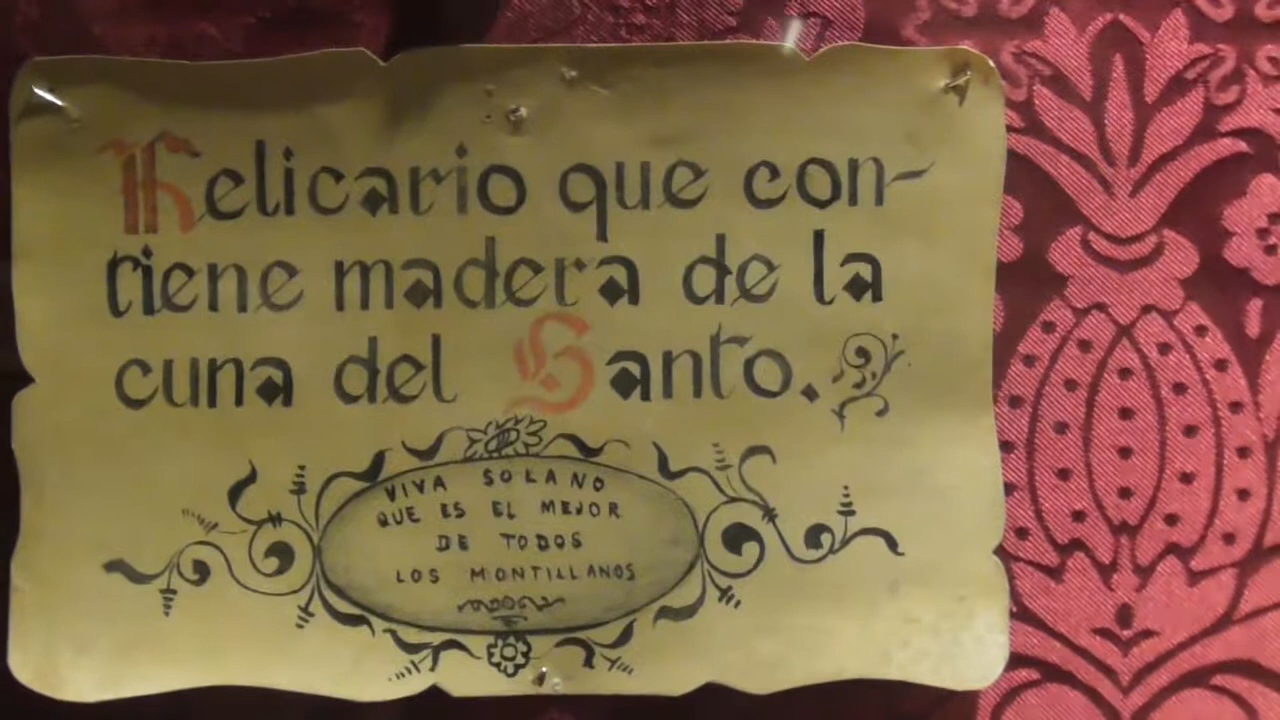 Relicario que con-
tiene madera de la
cuna del Santo.
VIVA SOLANO
QUE ES EL MEJOR
DE TODOS
LOS MONTILLANOS